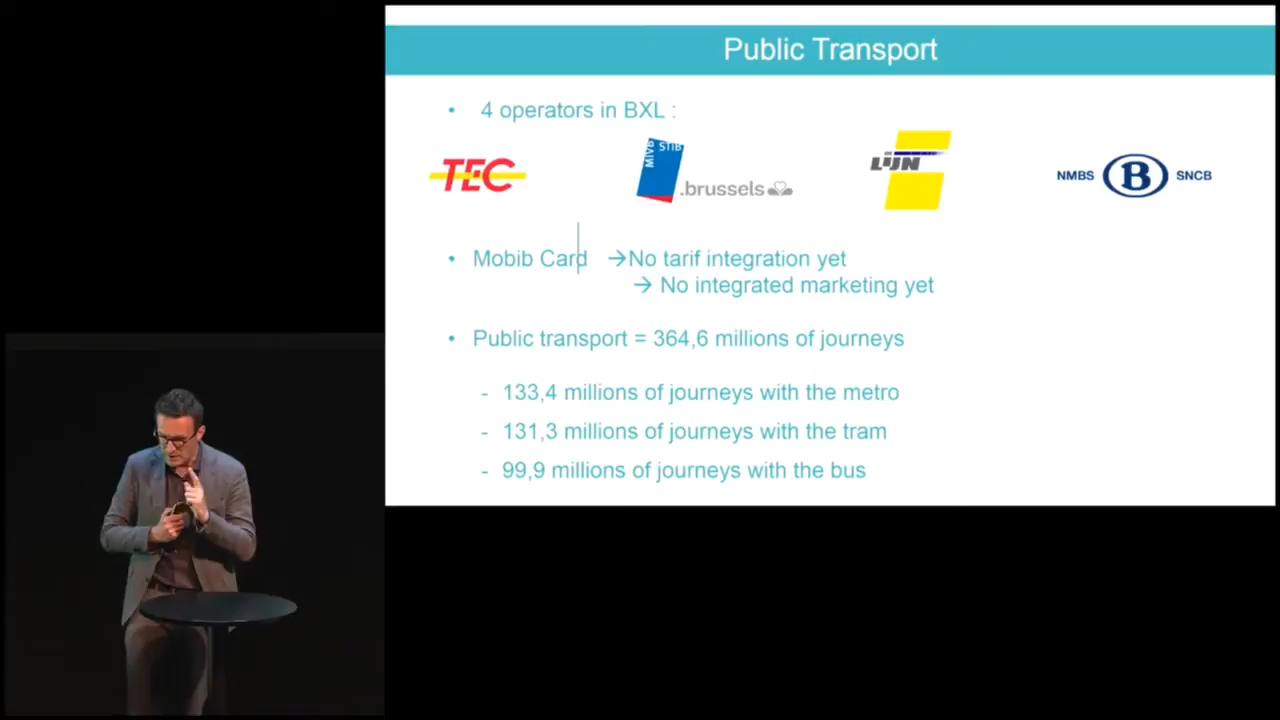 Public Transport
• 4 operators in BXL :
TEC
MIVB STIB .brussels
LIJN
NMBS B SNCB
• Mobib Card →No tarif integration yet
→ No integrated marketing yet
• Public transport = 364,6 millions of journeys
- 133,4 millions of journeys with the metro
- 131,3 millions of journeys with the tram
- 99,9 millions of journeys with the bus